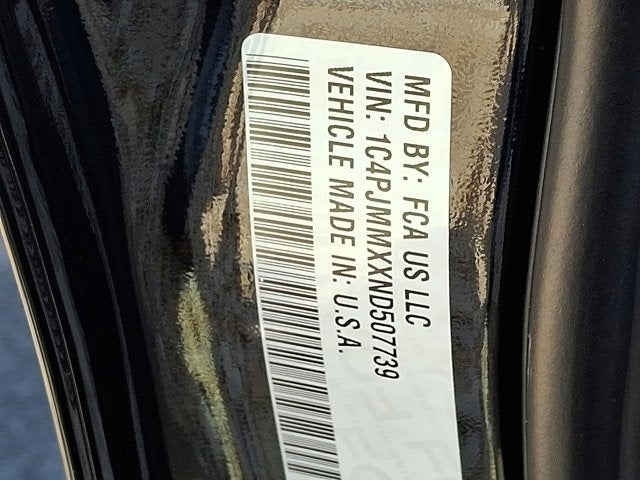 MFD BY: FCA US LLC
VIN: 1C4PJMMXXND507739
VEHICLE MADE IN: U.S.A.